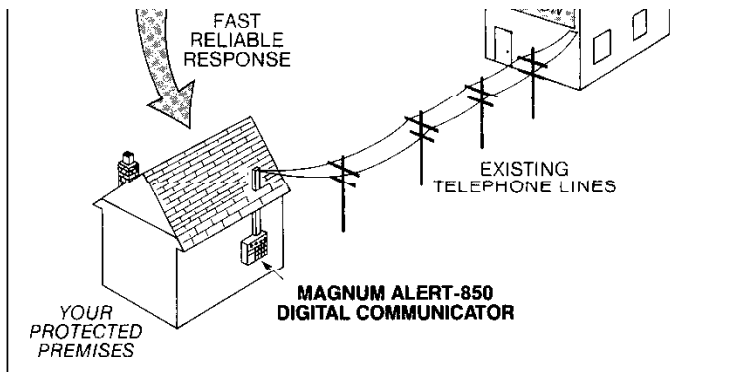 FAST
RELIABLE
RESPONSE
EXISTING
TELEPHONE LINES
MAGNUM ALERT-850
DIGITAL COMMUNICATOR
YOUR
PROTECTED
PREMISES